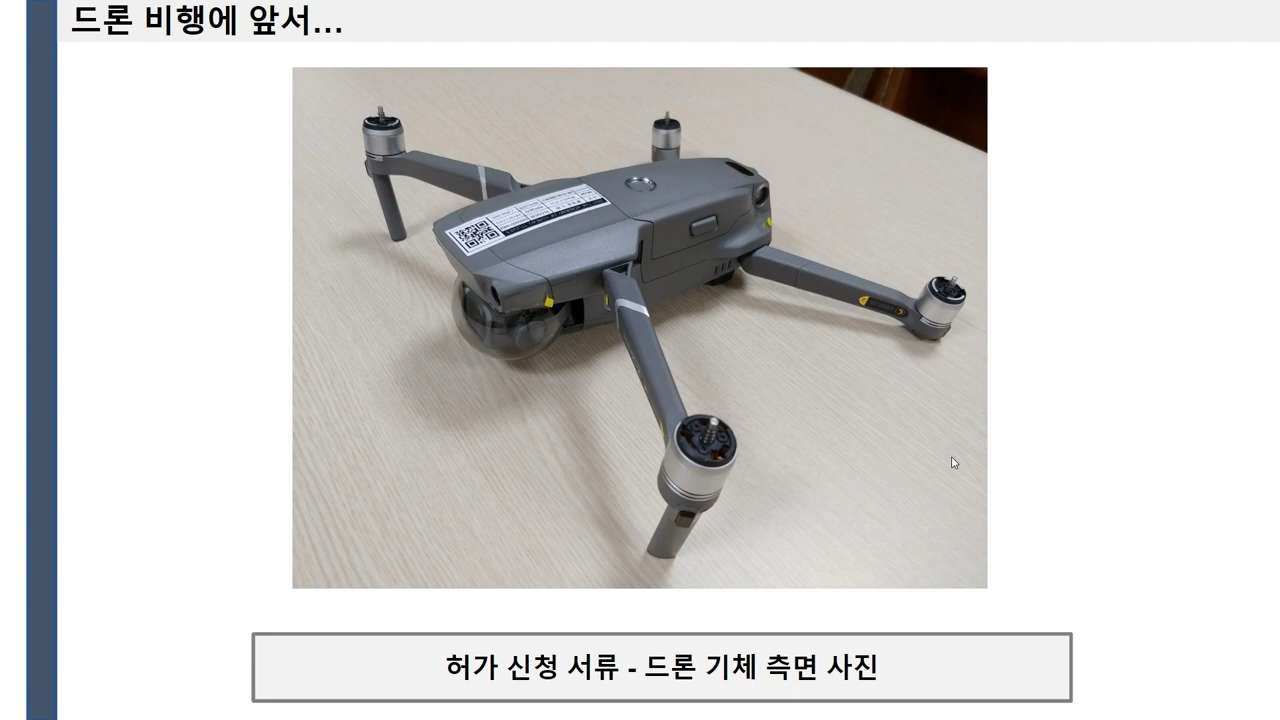 드론 비행에 앞서...
허가 신청 서류 - 드론 기체 측면 사진